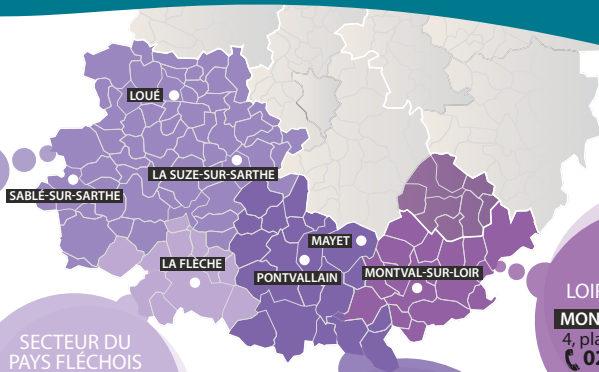 LOUÉ
LA SUZE-SUR-SARTHE
SABLÉ-SUR-SARTHE
MAYET
LA FLÈCHE
PONTVALLAIN
MONTVAL-SUR-LOIR
SECTEUR DU
PAYS FLÉCHOIS
LOIR
MON
4, pla
02